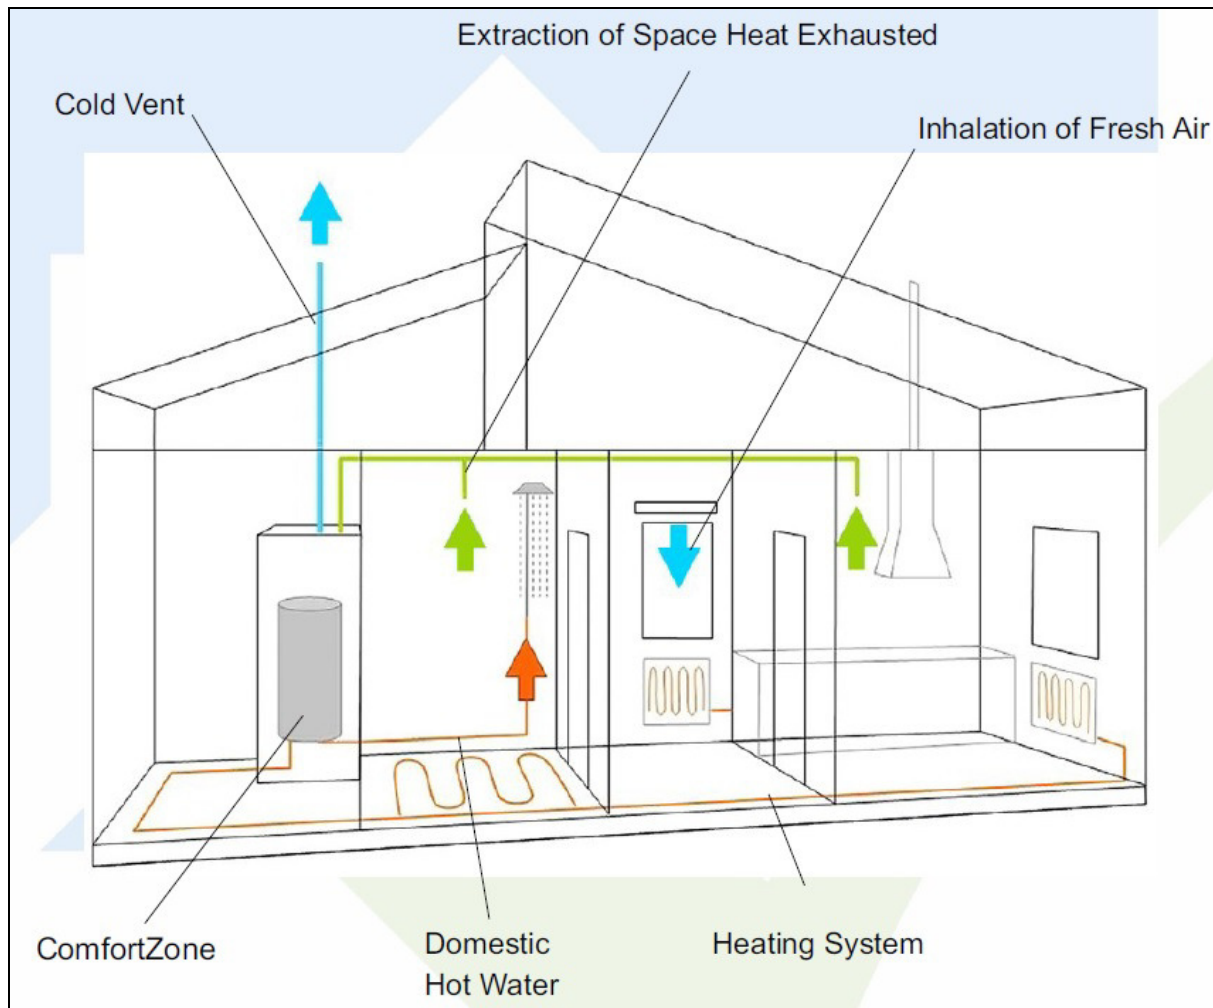 Extraction of Space Heat Exhausted
Cold Vent
Inhalation of Fresh Air
ComfortZone
Domestic
Hot Water
Heating System